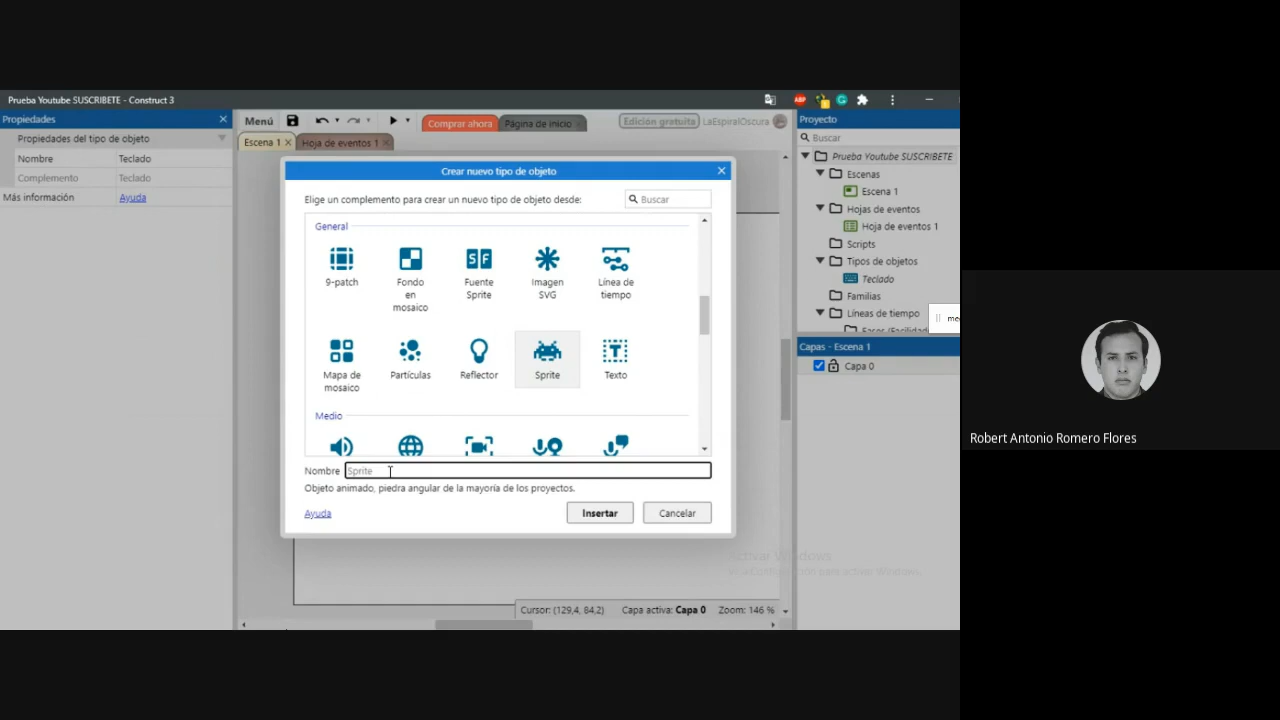 Prueba Youtube SUSCRIBETE - Construct 3
ABP
Propiedades
Propiedades del tipo de objeto
Nombre Teclado
Complemento Teclado
Más información Ayuda
Menú
Comprar ahora
Página de inicio
Edición gratuita
LaEspiralOscura
Escena 1
Hoja de eventos 1
Crear nuevo tipo de objeto
Elige un complemento para crear un nuevo tipo de objeto desde:
Buscar
General
9-patch
Fondo
en
mosaico
SF
Fuente
Sprite
Imagen
SVG
Línea de
tiempo
Mapa de
mosaico
Partículas
Reflector
Sprite
T
Texto
Medio
Nombre Sprite
Objeto animado, piedra angular de la mayoría de los proyectos.
Ayuda
Insertar
Cancelar
Activar Windows
Cursor: (129,4, 84,2)
Capa activa: Capa 0
Zoom: 146 %
Proyecto
Buscar
Prueba Youtube SUSCRIBETE
Escenas
Escena 1
Hojas de eventos
Hoja de eventos 1
Scripts
Tipos de objetos
Teclado
Familias
Líneas de tiempo
Capas - Escena 1
Capa 0
Robert Antonio Romero Flores